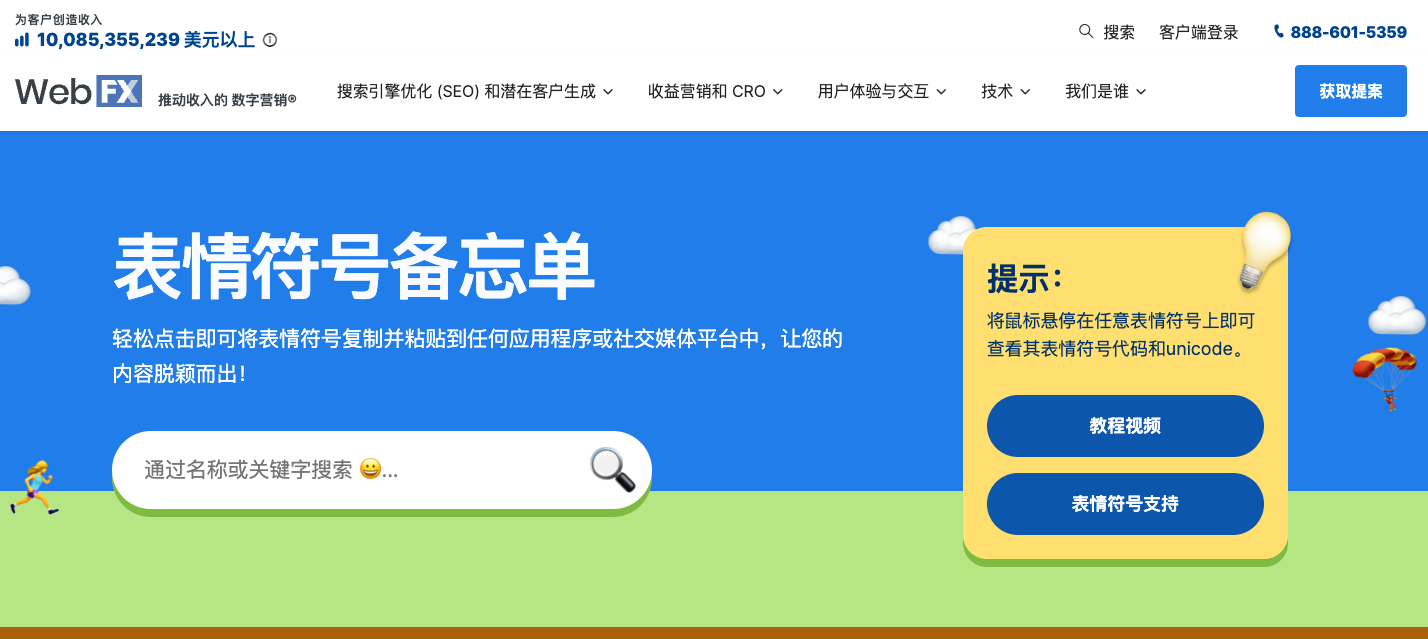 为客户创造收入
10,085,355,239 美元以上
搜索
客户端登录
888-601-5359
WebFX
推动收入的 数字营销®
搜索引擎优化 (SEO) 和潜在客户生成
收益营销和 CRO
用户体验与交互
技术
我们是谁
获取提案
表情符号备忘单
轻松点击即可将表情符号复制并粘贴到任何应用程序或社交媒体平台中，让您的
内容脱颖而出！
通过名称或关键字搜索 😀...
提示：
将鼠标悬停在任意表情符号上即可
查看其表情符号代码和unicode。
教程视频
表情符号支持